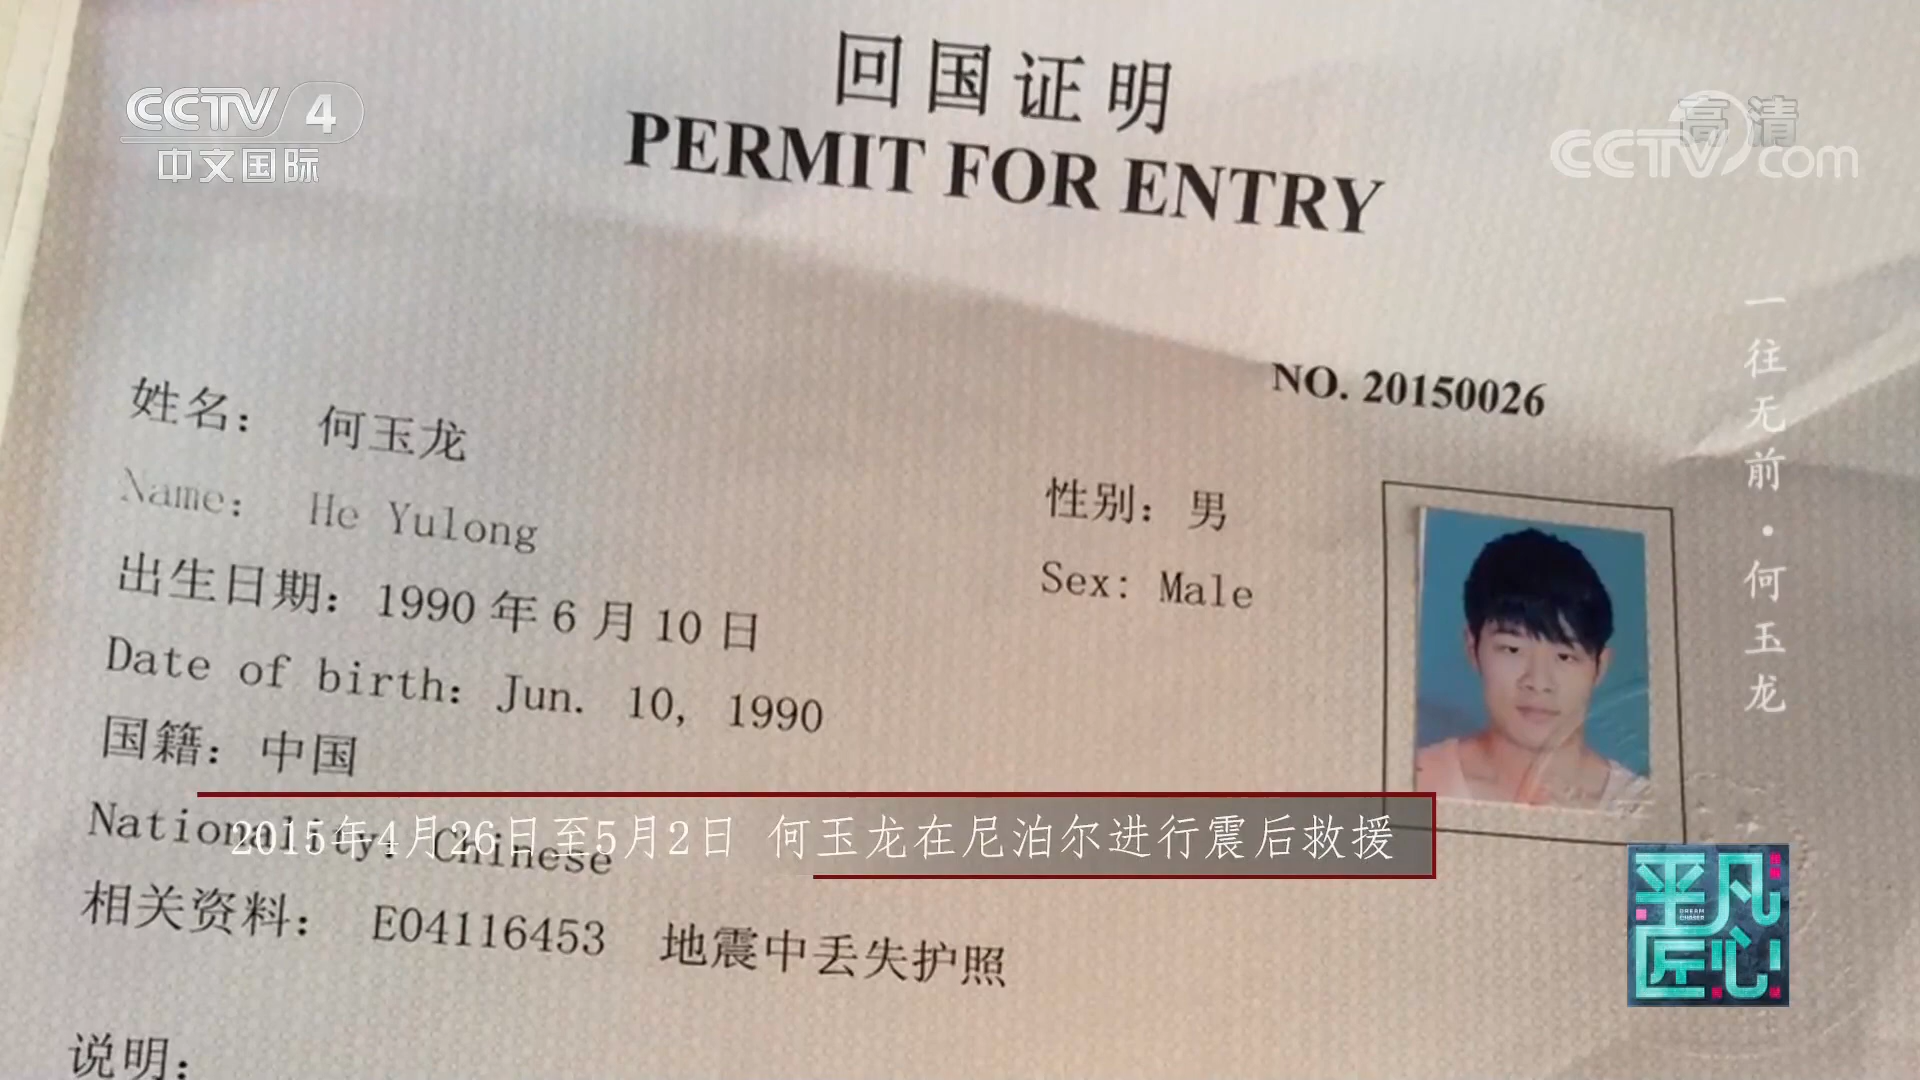 回国证明
PERMIT FOR ENTRY
CCTV 4
中文国际
高清
CCTV.com
NO. 20150026
姓名： 何玉龙
Name: He Yulong
性别：男
Sex: Male
出生日期：1990年6月10日
Date of birth: Jun. 10, 1990
国籍：中国
Nationality: Chinese
2015年4月26日至5月2日 何玉龙在尼泊尔进行震后救援
相关资料： E04116453 地震中丢失护照
说明：
一往无前·何玉龙
平凡匠心